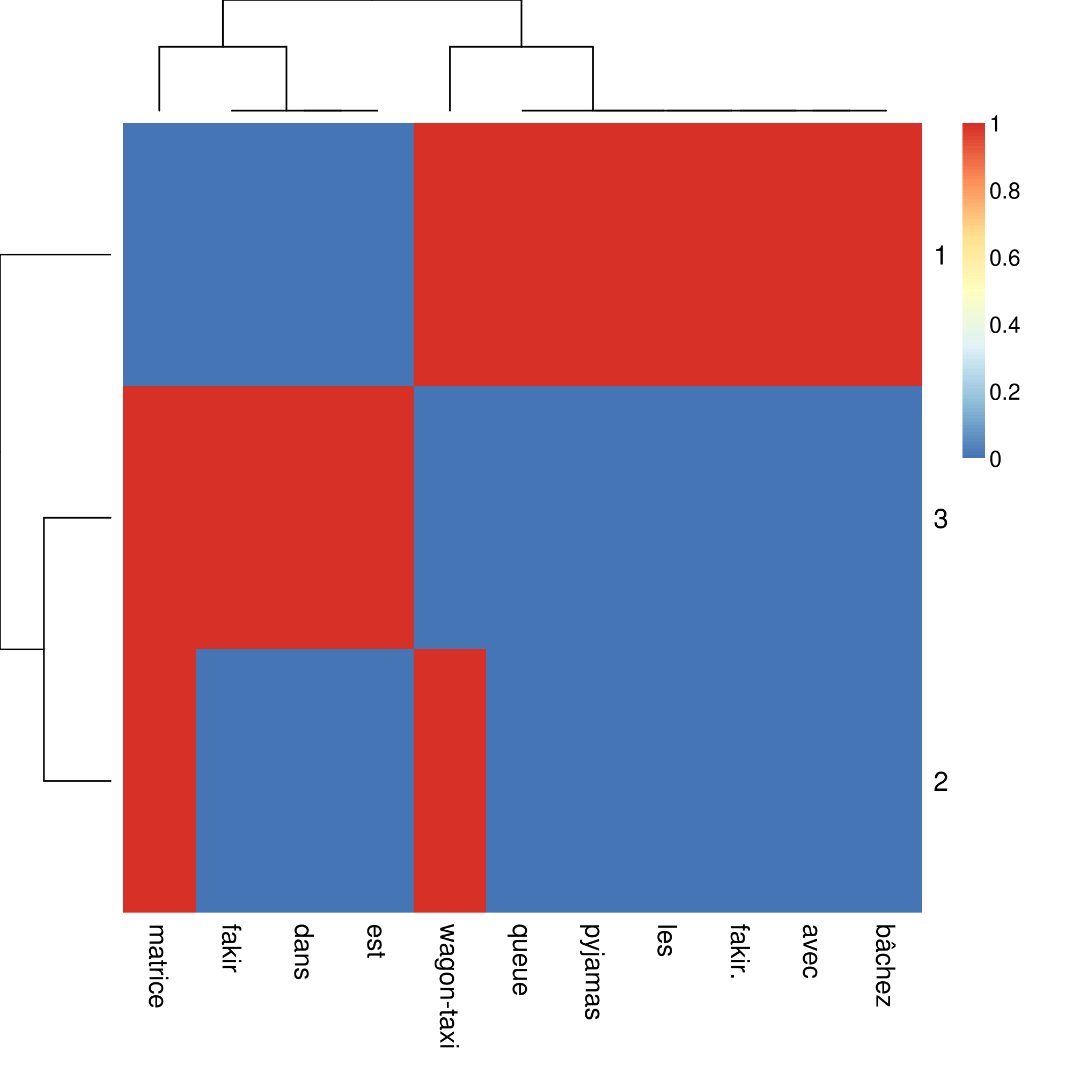 1
0.8
0.6
0.4
0.2
0
1
3
2
matrice
fakir
dans
est
wagon-taxi
queue
pyjamas
les
fakir.
avec
bâchez